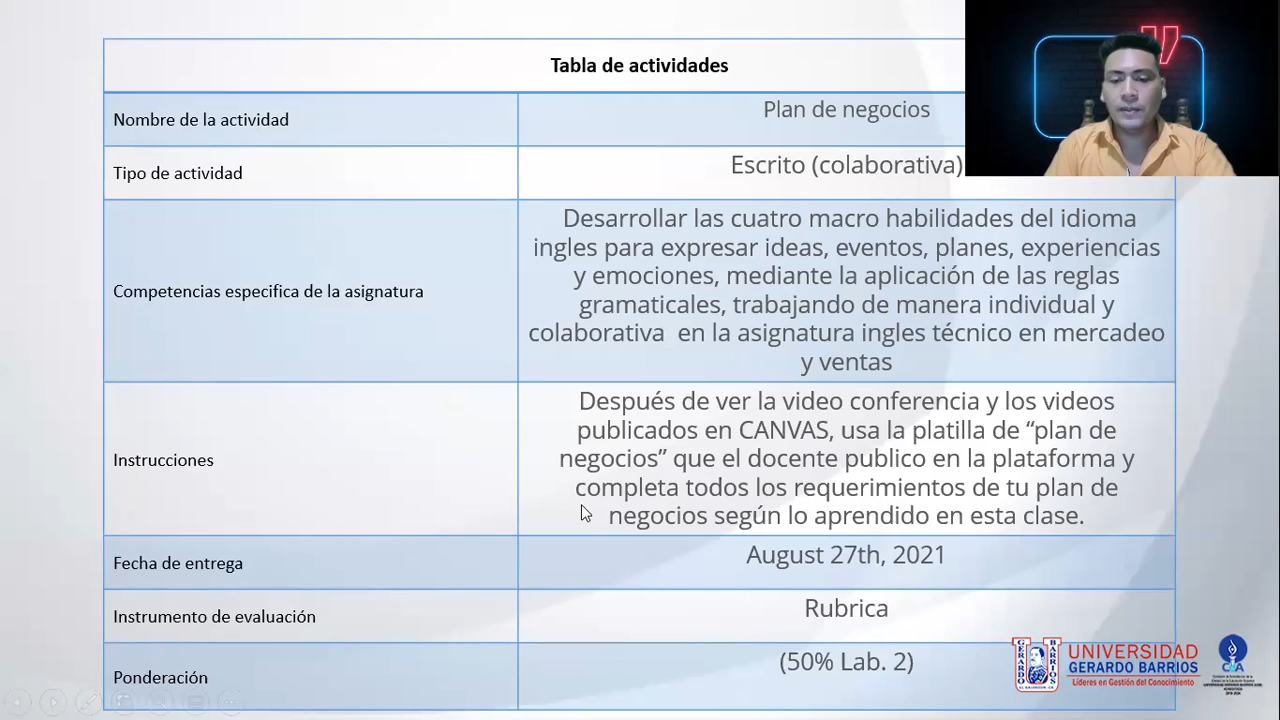 Tabla de actividades
Nombre de la actividad
Plan de negocios
Tipo de actividad
Escrito (colaborativa)
Competencias especifica de la asignatura
Desarrollar las cuatro macro habilidades del idioma
ingles para expresar ideas, eventos, planes, experiencias
y emociones, mediante la aplicación de las reglas
gramaticales, trabajando de manera individual y
colaborativa en la asignatura ingles técnico en mercadeo
y ventas
Instrucciones
Después de ver la video conferencia y los videos
publicados en CANVAS, usa la platilla de “plan de
negocios” que el docente publico en la plataforma y
completa todos los requerimientos de tu plan de
negocios según lo aprendido en esta clase.
Fecha de entrega
August 27th, 2021
Instrumento de evaluación
Rubrica
Ponderación
(50% Lab. 2)
GERARDO BARRIOS
UNIVERSIDAD
GERARDO BARRIOS
Líderes en Gestión del Conocimiento